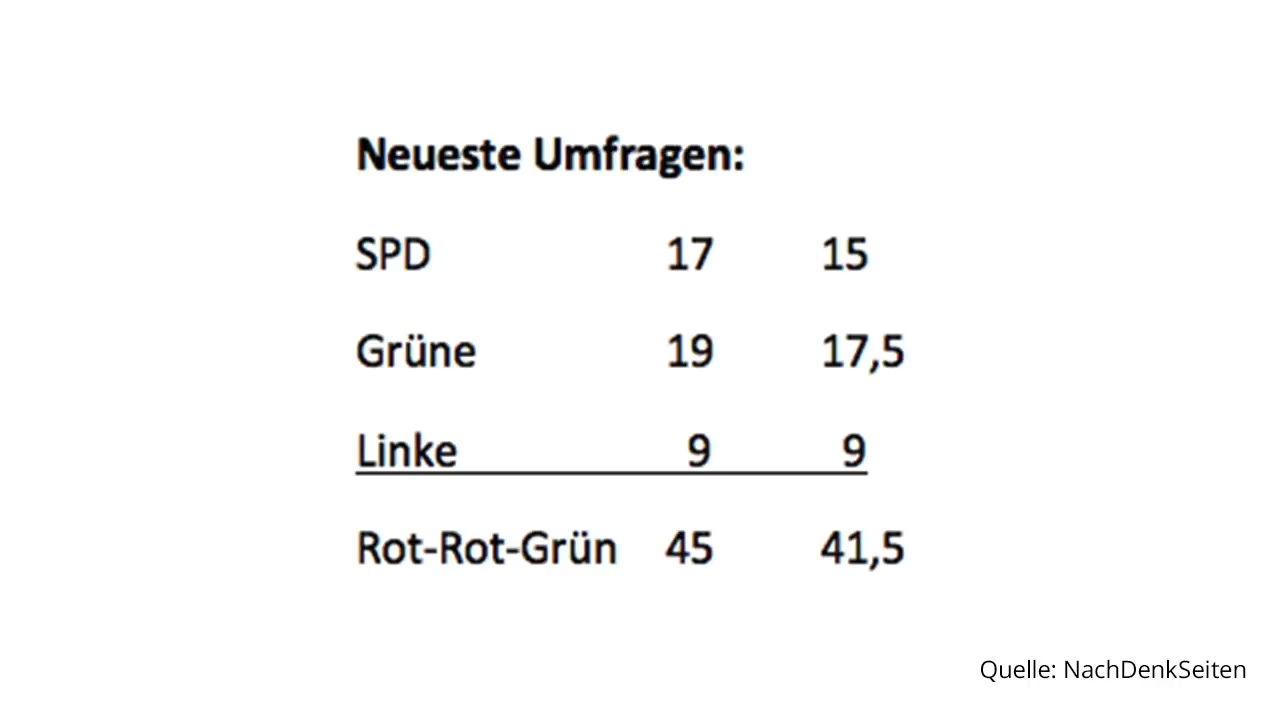 Neueste Umfragen:
SPD 17 15
Grüne 19 17,5
Linke 9 9
Rot-Rot-Grün 45 41,5
Quelle: NachDenkSeiten